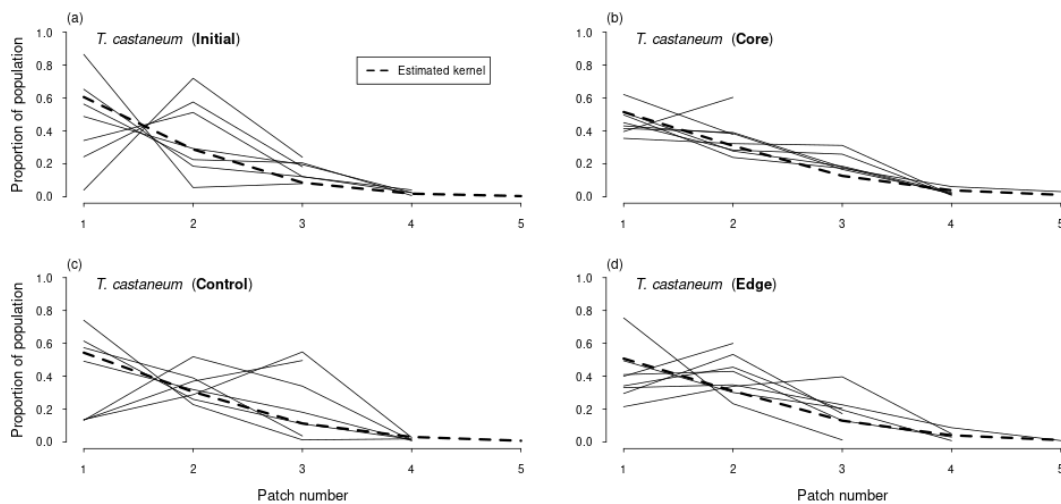 (a)
T. castaneum (Initial)
Estimated kernel
Proportion of population
1.0
0.8
0.6
0.4
0.2
0.0
1 2 3 4 5
(b)
T. castaneum (Core)
1.0
0.8
0.6
0.4
0.2
0.0
1 2 3 4 5
(c)
T. castaneum (Control)
Proportion of population
1.0
0.8
0.6
0.4
0.2
0.0
1 2 3 4 5
Patch number
(d)
T. castaneum (Edge)
1.0
0.8
0.6
0.4
0.2
0.0
1 2 3 4 5
Patch number